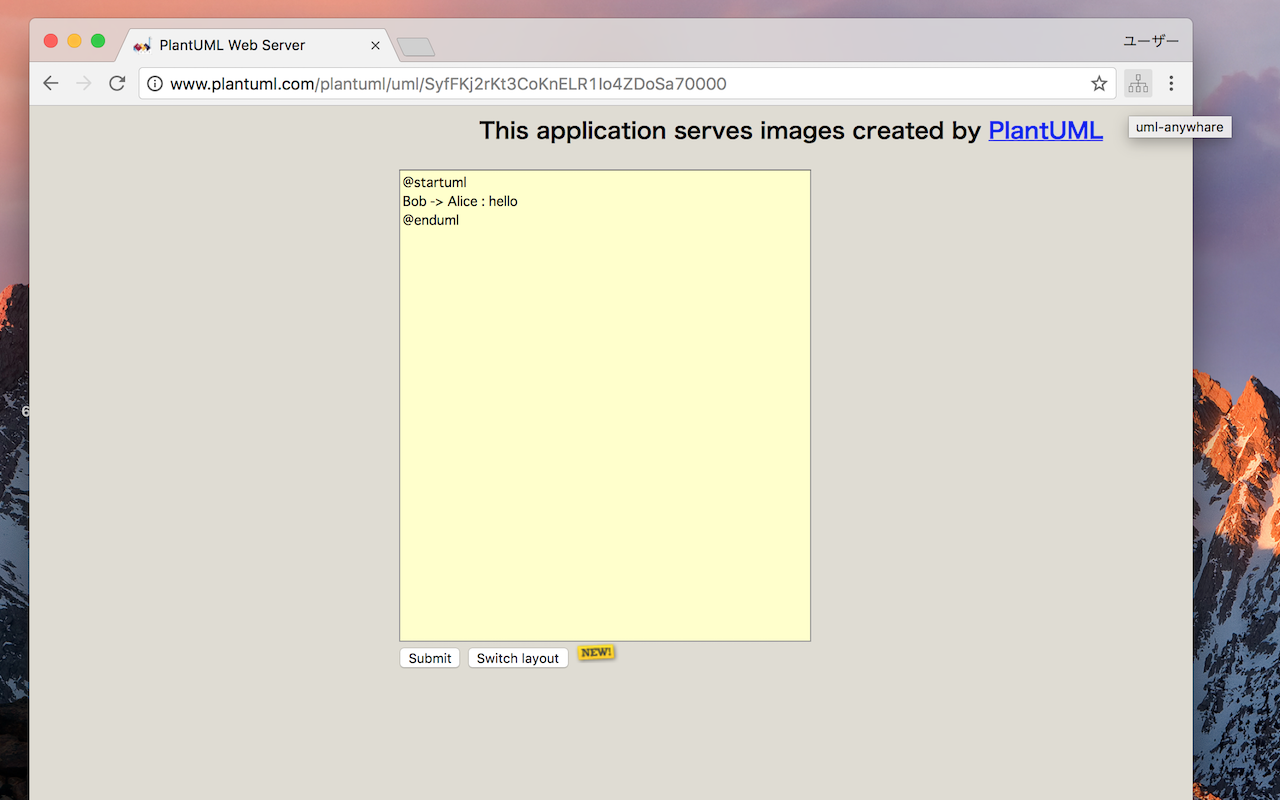 PlantUML Web Server
ユーザー
www.plantuml.com/plantuml/uml/SyfFKj2rKt3CoKnELR1Io4ZDoSa70000
This application serves images created by PlantUML
uml-anywhare
@startuml
Bob -> Alice : hello
@enduml
6
Submit
Switch layout
NEW!